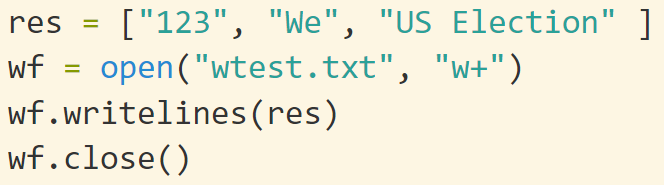 res = ["123", "We", "US Election" ]
wf = open("wtest.txt", "w+")
wf.writelines(res)
wf.close()